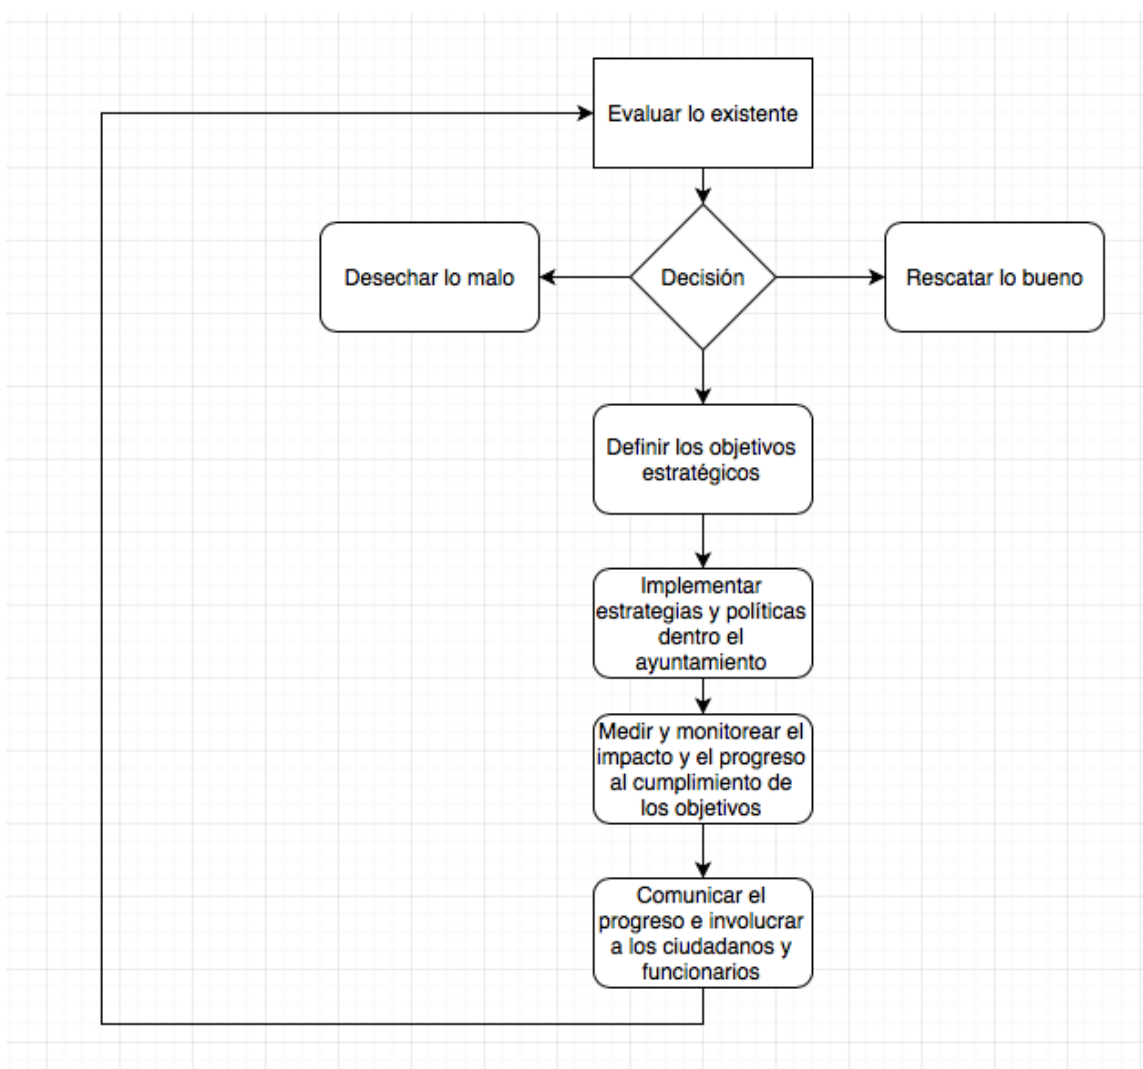 Evaluar lo existente
Desechar lo malo
Decisión
Rescatar lo bueno
Definir los objetivos
estratégicos
Implementar
estrategias y políticas
dentro el
ayuntamiento
Medir y monitorear el
impacto y el progreso
al cumplimiento de
los objetivos
Comunicar el
progreso e involucrar
a los ciudadanos y
funcionarios